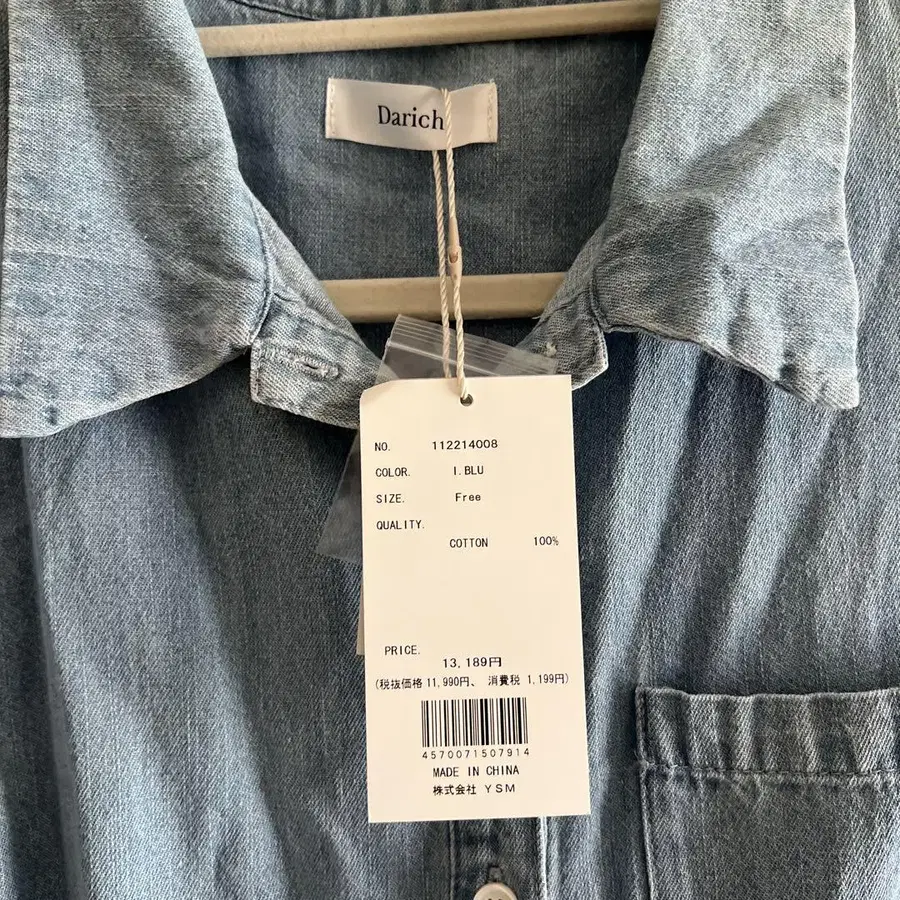 Darich
NO. 112214008
COLOR. I.BLU
SIZE. Free
QUALITY.
COTTON 100%
PRICE.
13,189円
(税抜価格 11,990円、 消費税 1,199円)
4570071507914
MADE IN CHINA
株式会社 YSM